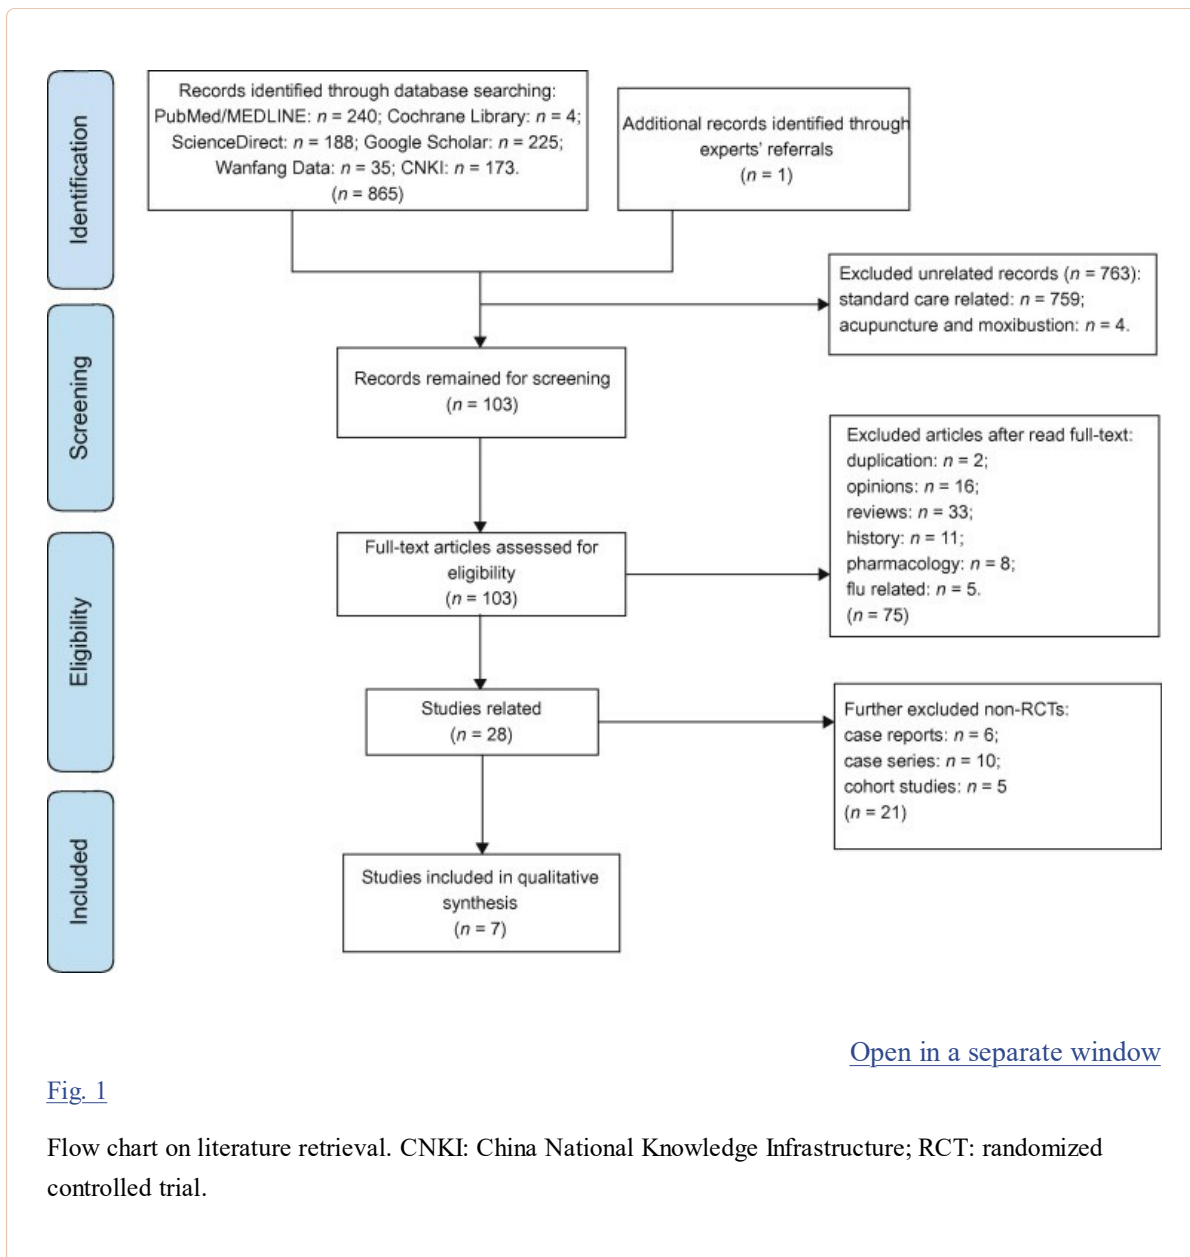 Identification
Records identified through database searching:
PubMed/MEDLINE: n = 240; Cochrane Library: n = 4;
ScienceDirect: n = 188; Google Scholar: n = 225;
Wanfang Data: n = 35; CNKI: n = 173.
(n = 865)
Additional records identified through
experts' referrals
(n = 1)
Excluded unrelated records (n = 763):
standard care related: n = 759;
acupuncture and moxibustion: n = 4.
Screening
Records remained for screening
(n = 103)
Excluded articles after read full-text:
duplication: n = 2;
opinions: n = 16;
reviews: n = 33;
history: n = 11;
pharmacology: n = 8;
flu related: n = 5.
(n = 75)
Eligibility
Full-text articles assessed for
eligibility
(n = 103)
Studies related
(n = 28)
Further excluded non-RCTs:
case reports: n = 6;
case series: n = 10;
cohort studies: n = 5
(n = 21)
Included
Studies included in qualitative
synthesis
(n = 7)
Open in a separate window
Fig. 1
Flow chart on literature retrieval. CNKI: China National Knowledge Infrastructure; RCT: randomized
controlled trial.